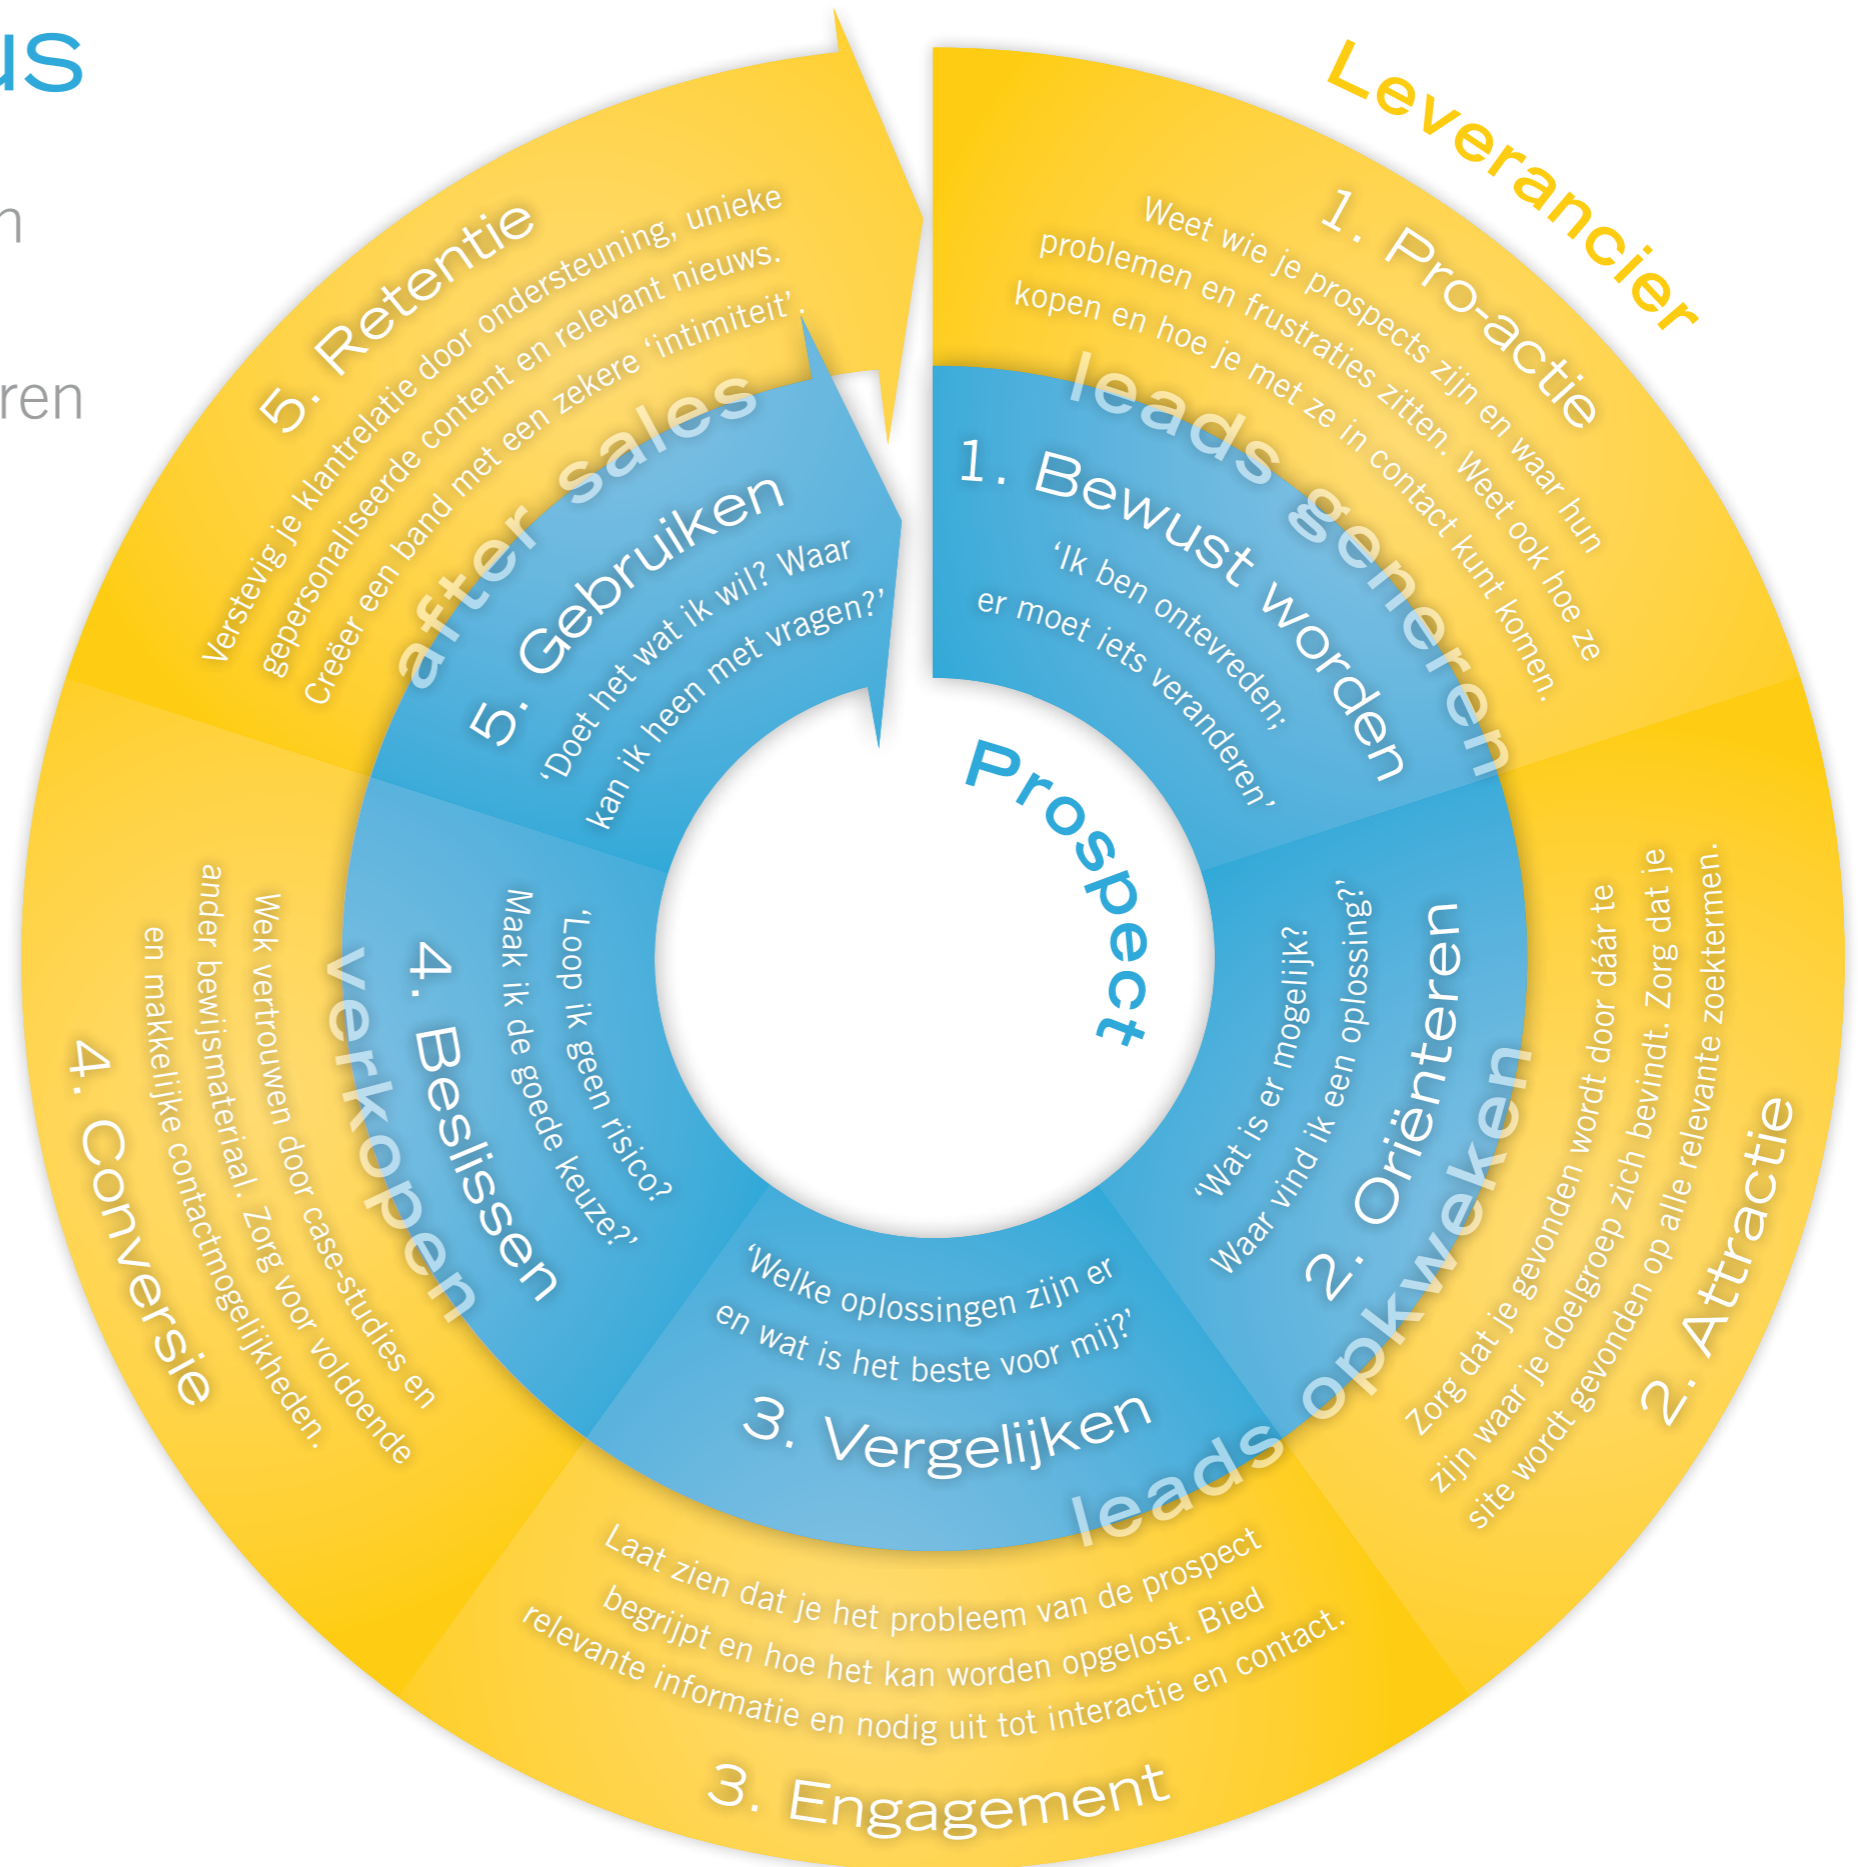 us
n
ren
Leverancier
1. Pro-actie
Weet wie je prospects zijn en waar hun
problemen en frustraties zitten. Weet ook hoe ze
kopen en hoe je met ze in contact kunt komen.
leads generen
1. Bewust worden
‘Ik ben ontevreden;
er moet iets veranderen’
Prospect
2. Oriënteren
‘Wat is er mogelijk?
Waar vind ik een oplossing?’
leads opkweken
2. Attractie
Zorg dat je gevonden wordt door dáár te
zijn waar je doelgroep zich bevindt. Zorg dat je
site wordt gevonden op alle relevante zoektermen.
‘Welke oplossingen zijn er
en wat is het beste voor mij?’
3. Vergelijken
Laat zien dat je het probleem van de prospect
begrijpt en hoe het kan worden opgelost. Bied
relevante informatie en nodig uit tot interactie en contact.
3. Engagement
‘Loop ik geen risico?
Maak ik de goede keuze?’
4. Beslissen
verkopen
Wek vertrouwen door case-studies en
ander bewijsmateriaal. Zorg voor voldoende
en makkelijke contactmogelijkheden.
4. Conversie
5. Retentie
Verstevig je klantrelatie door ondersteuning, unieke
gepersonaliseerde content en relevant nieuws.
Creëer een band met een zekere ‘intimiteit’.
after sales
5. Gebruiken
‘Doet het wat ik wil? Waar
kan ik heen met vragen?’